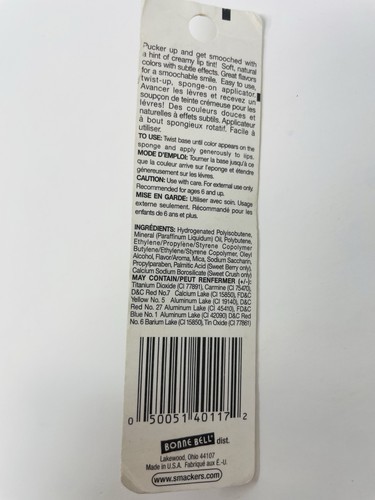 Pucker up and get smooched with
a hint of creamy lip tint! Soft, natural
colors with subtle effects. Great flavors
for a smoochable smile. Easy to use,
twist-up, sponge-on applicator.
Avancer les lèvres et recevez un
soupçon de teinte crémeuse pour les
lèvres! Des couleurs douces et
naturelles à effets subtils. Applicateur
à bout spongieux rotatif. Facile à
utiliser.
TO USE: Twist base until color appears on the
sponge and apply generously to lips.
MODE D'EMPLOI: Tourner la base jusqu'à ce
que la couleur arrive sur l'eponge et étendre
généreusement sur les lèvres.
CAUTION: Use with care. For external use only.
Recommended for ages 6 and up.
MISE EN GARDE: Utiliser avec soin. Usage
externe seulement. Récommandé pour les
enfants de 6 ans et plus.
INGRÉDIENTS: Hydrogenated Polyisobutene,
Mineral (Paraffinum Liquidum) Oil, Polybutene,
Ethylene/Propylene/Styrene Copolymer
Butylene/Ethylene/Styrene Copolymer, Oleyl
Alcohol, Flavor/Aroma, Mica, Sodium Saccharin,
Propylparaben, Palmitic Acid (Sweet Berry only),
Calcium Sodium Borosilicate (Sweet Crush only)
MAY CONTAIN/PEUT RENFERMER (+/-):
Titanium Dioxide (CI 77891), Carmine (CI 75470),
D&C Red No.7 Calcium Lake (CI 15850), FD&C
Yellow No. 5 Aluminum Lake (CI 19140), D&C
Red No. 27 Aluminum Lake (CI 45410), FD&C
Blue No. 1 Aluminum Lake (CI 42090) D&C Red
No. 6 Barium Lake (CI 15850), Tin Oxide (CI 77861)
0 50051 40117 2
BONNE BELL dist.
Lakewood, Ohio 44107
Made in U.S.A. Fabriqué aux É.-U.
www.smackers.com